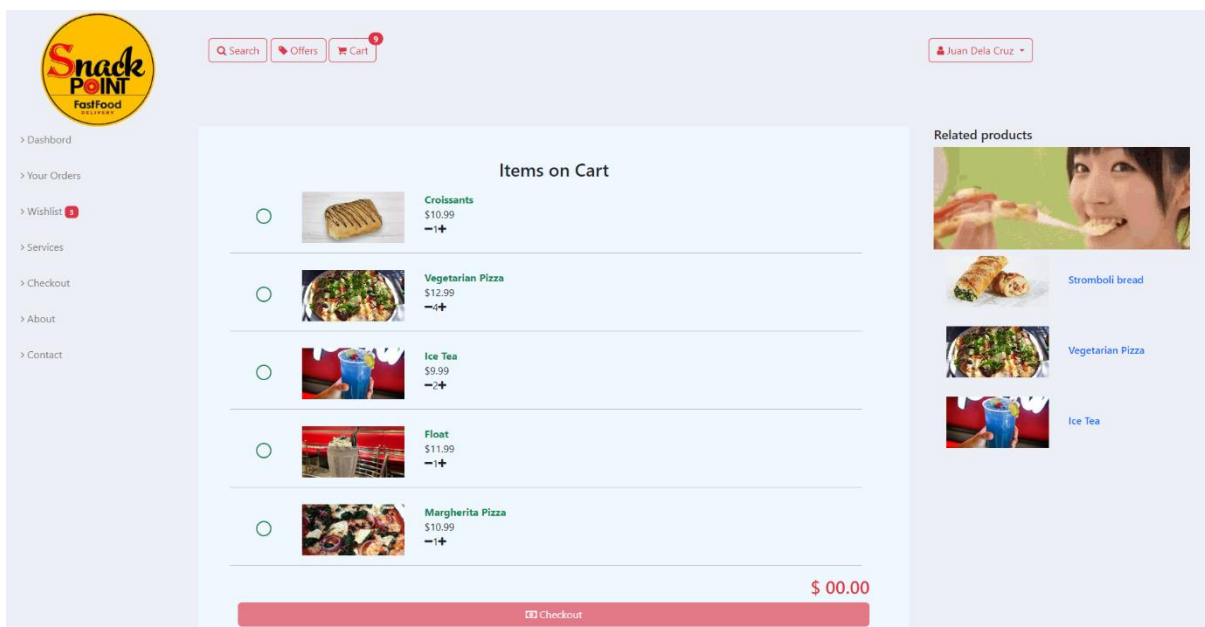 Snack
POINT
FastFood
DELIVERY
Search
Offers
Cart
9
Juan Dela Cruz
> Dashbord
> Your Orders
> Wishlist 3
> Services
> Checkout
> About
> Contact
Items on Cart
Croissants
$10.99
1
Vegetarian Pizza
$12.99
4
Ice Tea
$9.99
2
Float
$11.99
1
Margherita Pizza
$10.99
1
$ 00.00
Checkout
Related products
Stromboli bread
Vegetarian Pizza
Ice Tea